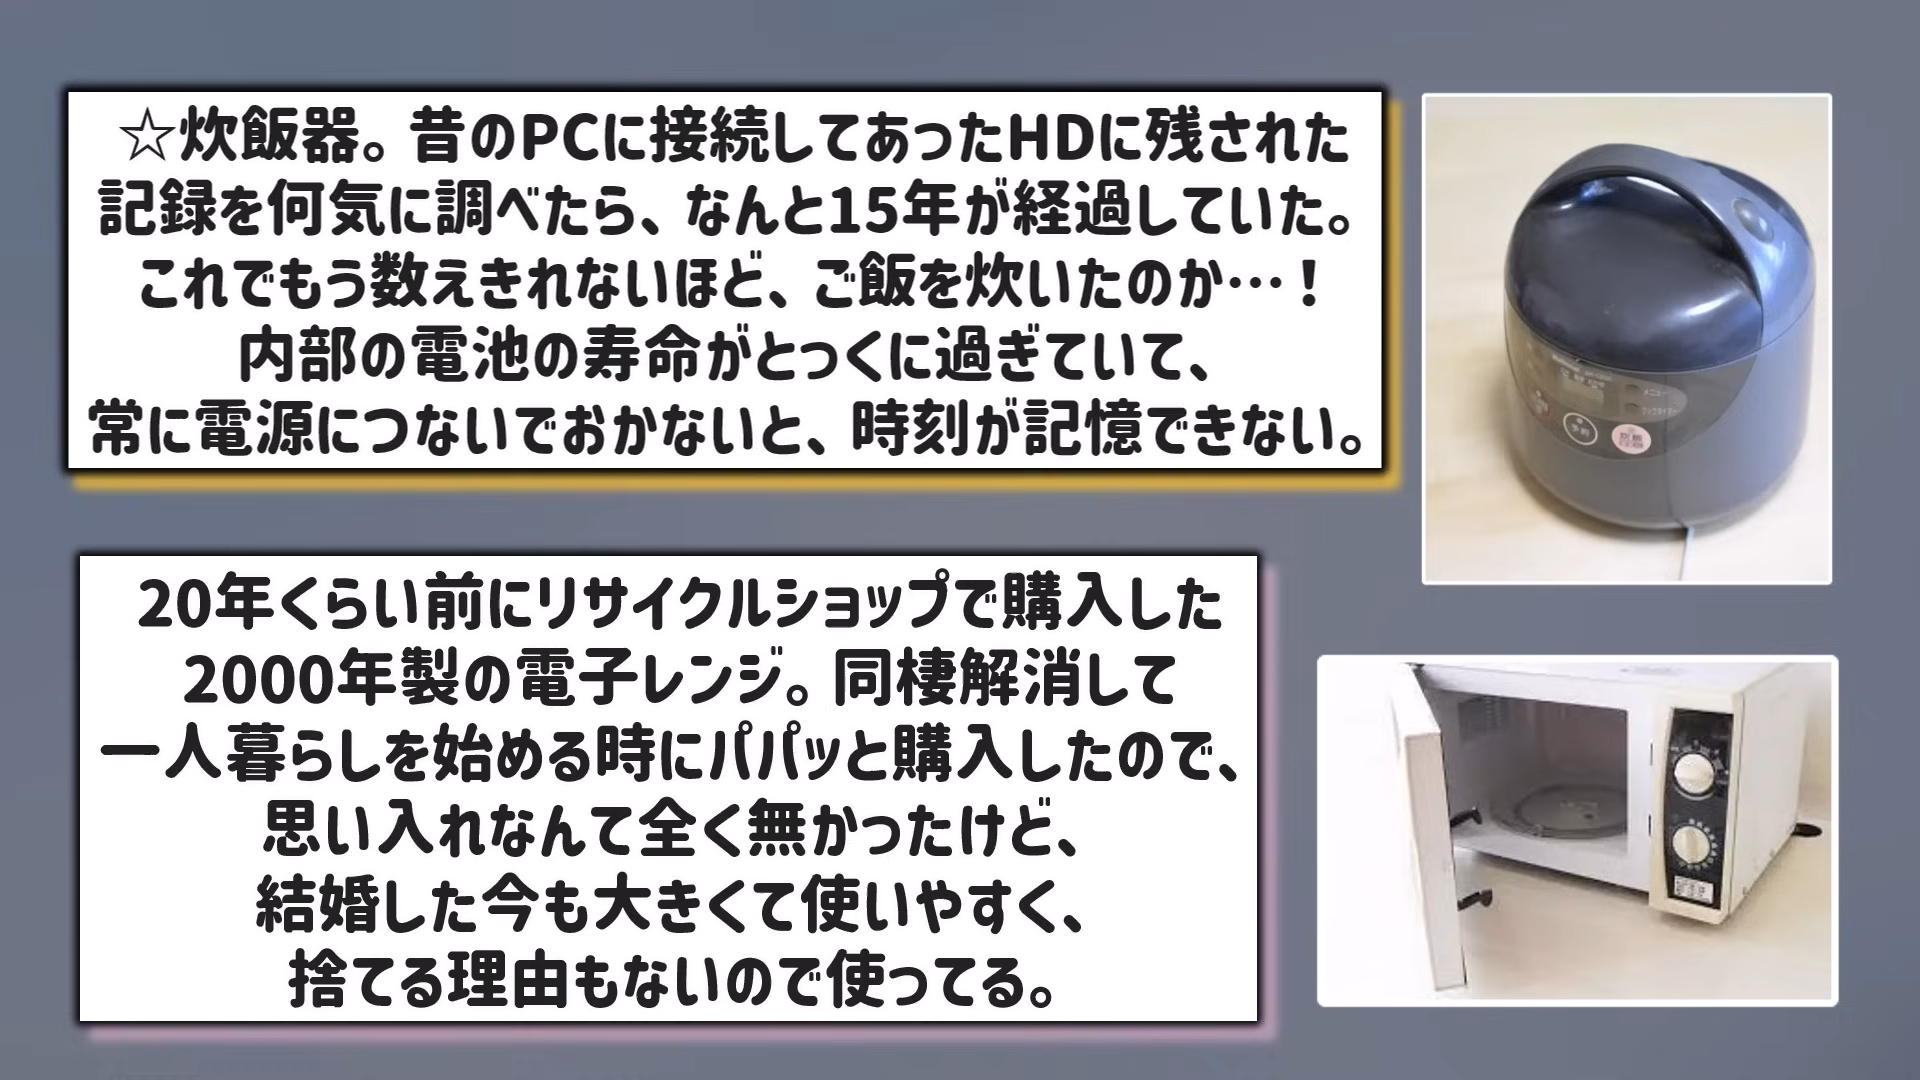 ☆炊飯器。昔のPCに接続してあったHDに残された
記録を何気に調べたら、なんと15年が経過していた。
これでもう数えきれないほど、ご飯を炊いたのか…！
内部の電池の寿命がとっくに過ぎていて、
常に電源につないでおかないと、時刻が記憶できない。
メニュー
予約
炊飯
20年くらい前にリサイクルショップで購入した
2000年製の電子レンジ。同棲解消して
一人暮らしを始める時にパパッと購入したので、
思い入れなんて全く無かったけど、
結婚した今も大きくて使いやすく、
捨てる理由もないので使ってる。